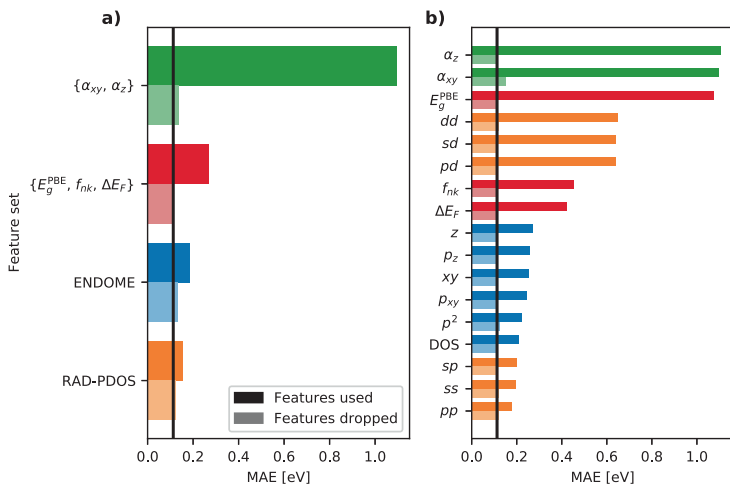 a)
Feature set
{α_xy, α_z}
{E_g^PBE, f_nk, ΔE_F}
ENDOME
RAD-PDOS
Features used
Features dropped
0.0 0.2 0.4 0.6 0.8 1.0
MAE [eV]
b)
α_z
α_xy
E_g^PBE
dd
sd
pd
f_nk
ΔE_F
z
p_z
xy
p_xy
p²
DOS
sp
ss
pp
0.0 0.2 0.4 0.6 0.8 1.0
MAE [eV]